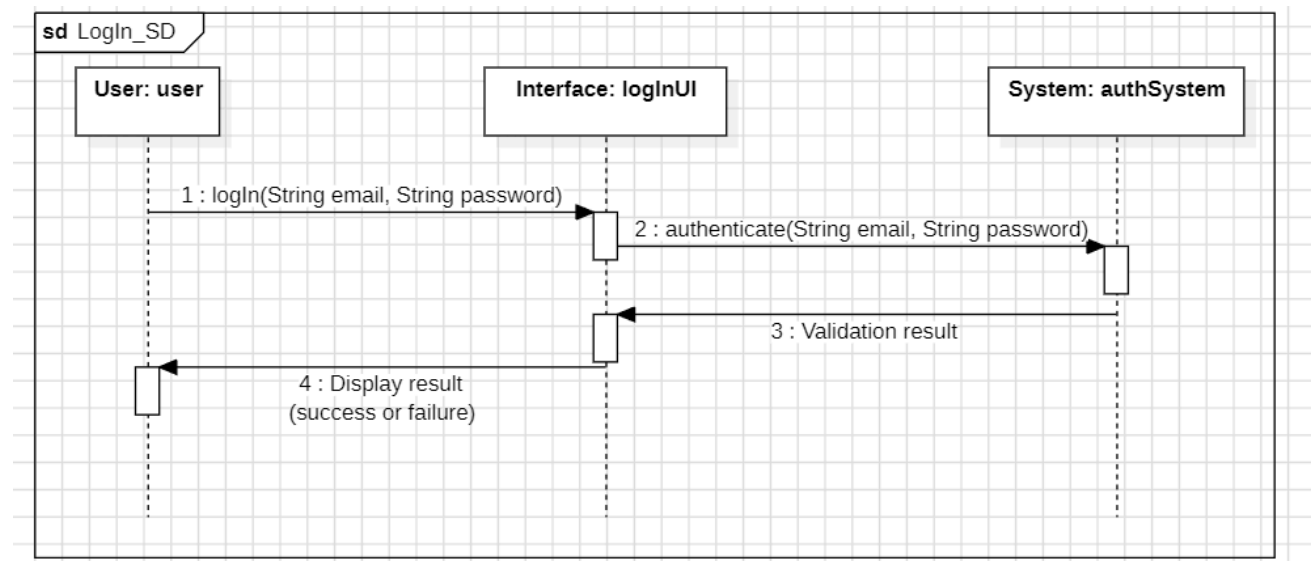 sd LogIn_SD
User: user
Interface: logInUI
System: authSystem
1 : logIn(String email, String password)
2 : authenticate(String email, String password)
3 : Validation result
4 : Display result
(success or failure)